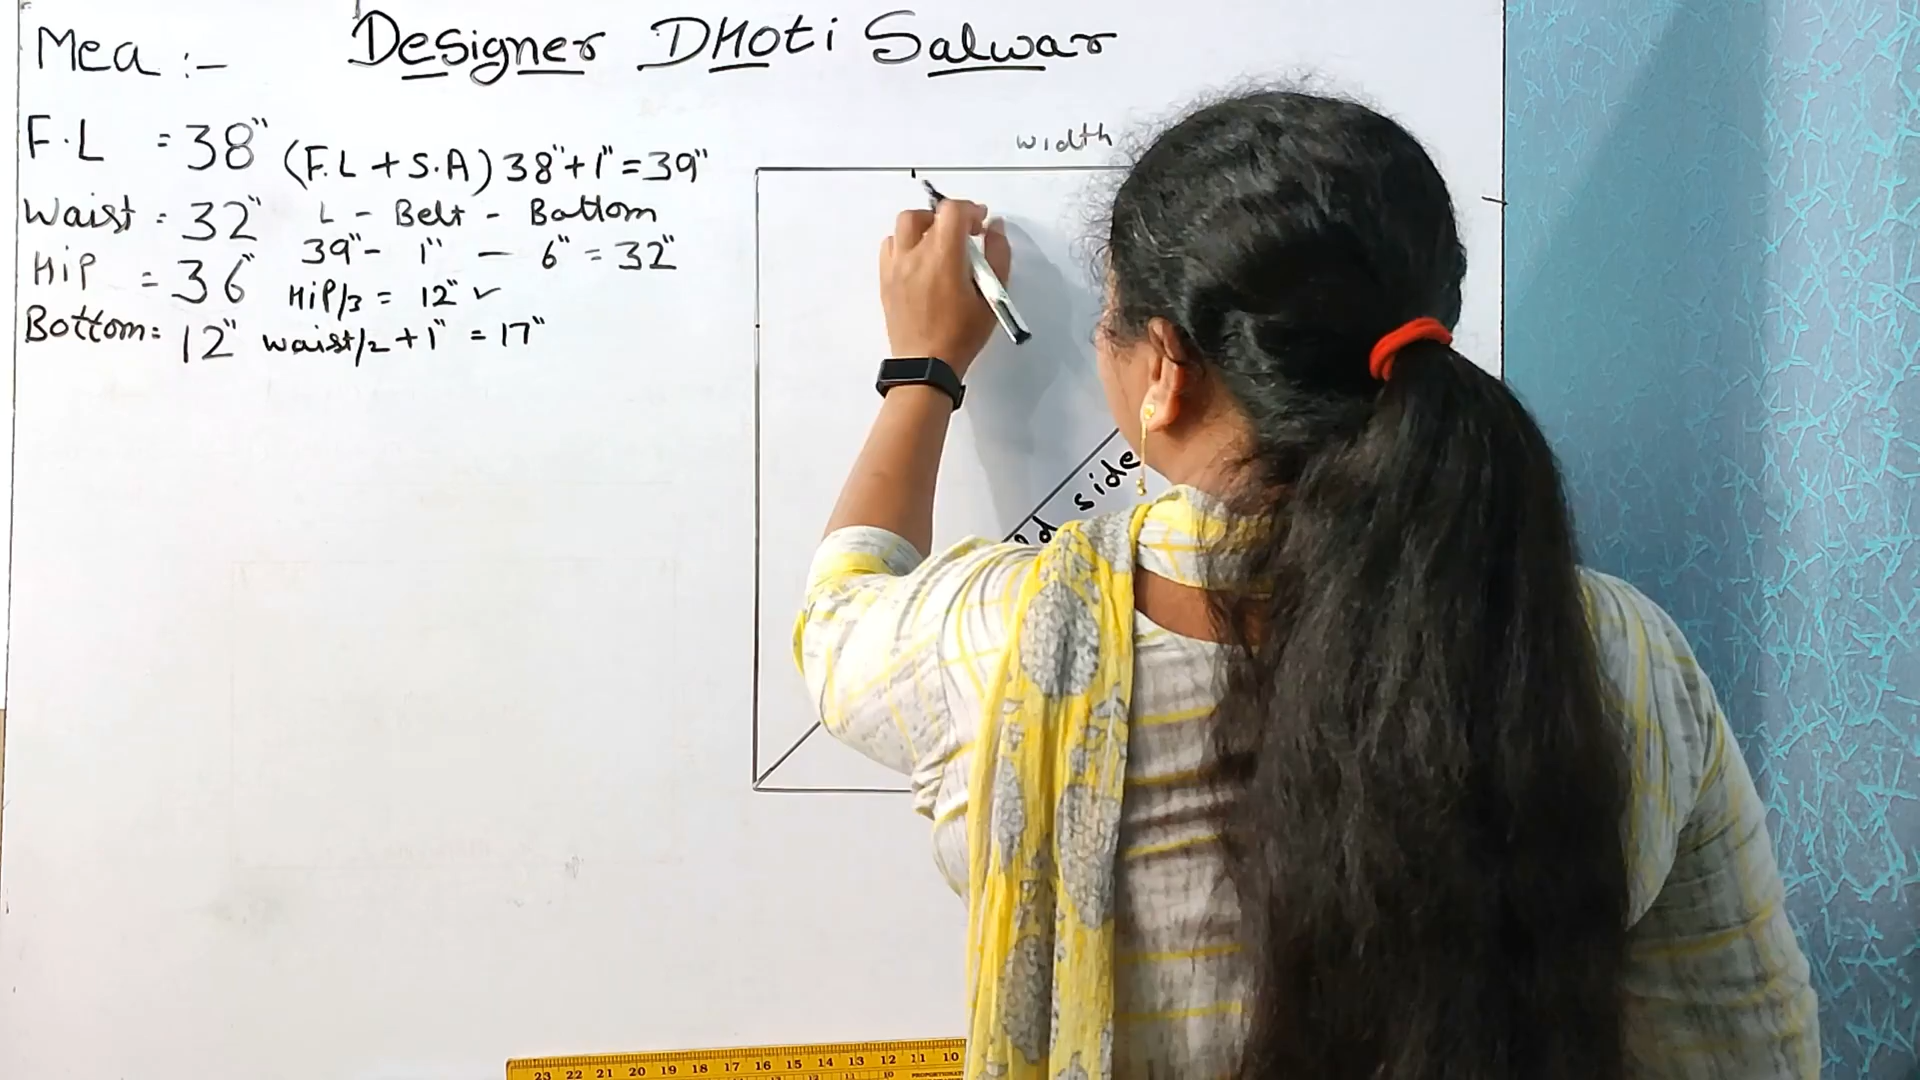 Mea :- Designer DHoti Salwar
F.L = 38" (F.L + S.A) 38"+1"=39"
Waist = 32" L - Belt - Bottom
39" - 1" - 6" = 32"
Hip = 36" HiP/3 = 12" ✓
Bottom = 12" waist/2 + 1" = 17"
width
side
23 22 21 20 19 18 17 16 15 14 13 12 11 10